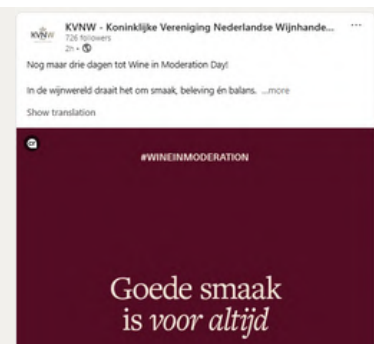 KVNW - Koninklijke Vereniging Nederlandse Wijnhande...
726 followers
2h •
Nog maar drie dagen tot Wine in Moderation Day!
In de wijnwereld draait het om smaak, beleving én balans. ...more
Show translation
#WINEINMODERATION
Goede smaak
is voor altijd